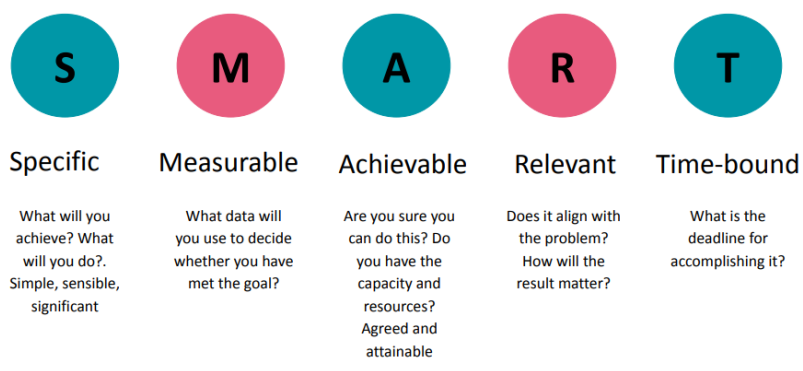 S M A R T
Specific Measurable Achievable Relevant Time-bound
What will you
achieve? What
will you do?.
Simple, sensible,
significant
What data will
you use to decide
whether you have
met the goal?
Are you sure you
can do this? Do
you have the
capacity and
resources?
Agreed and
attainable
Does it align with
the problem?
How will the
result matter?
What is the
deadline for
accomplishing it?